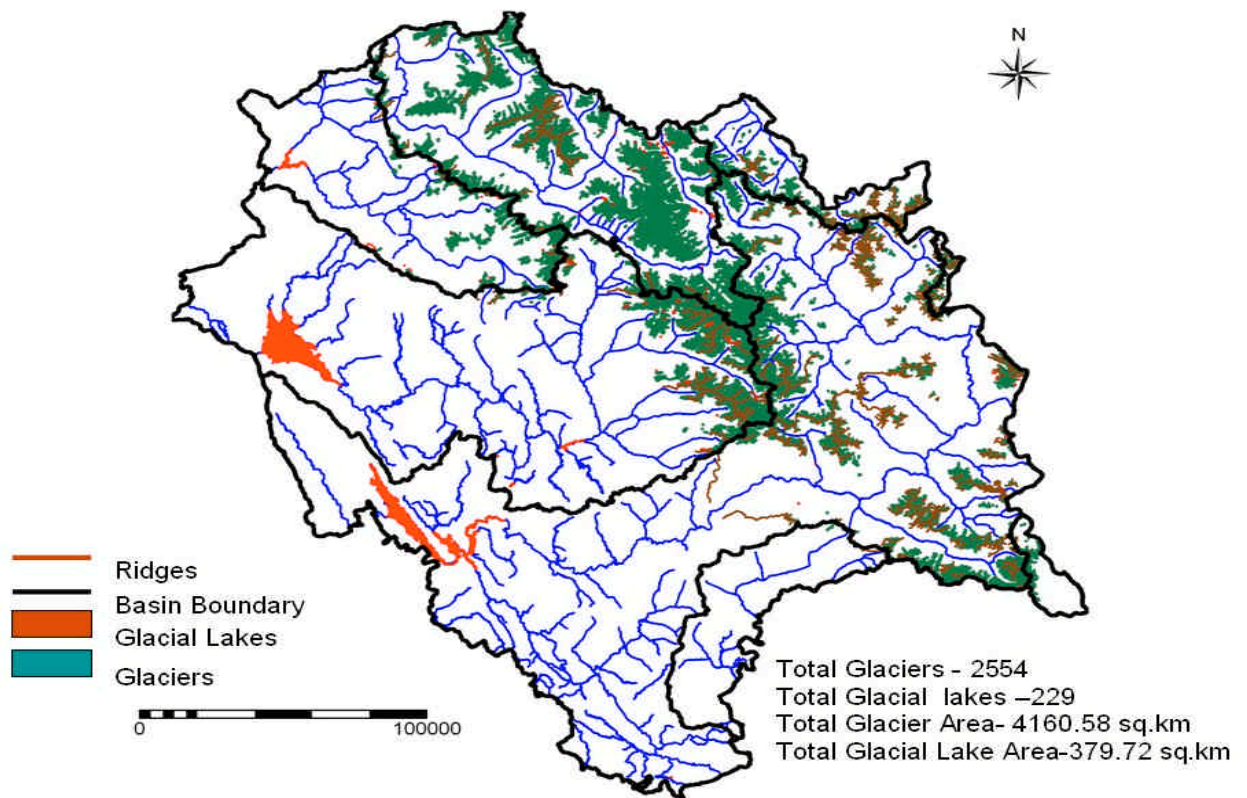 N
Ridges
Basin Boundary
Glacial Lakes
Glaciers
0 100000
Total Glaciers - 2554
Total Glacial lakes –229
Total Glacier Area- 4160.58 sq.km
Total Glacial Lake Area-379.72 sq.km